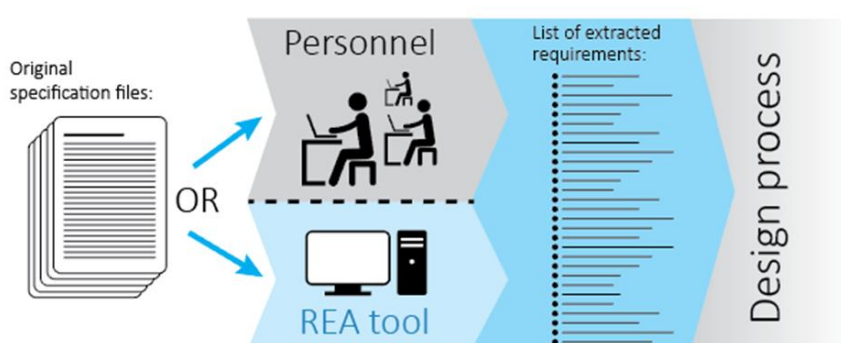 Original
specification files:
OR
Personnel
REA tool
List of extracted
requirements:
Design process